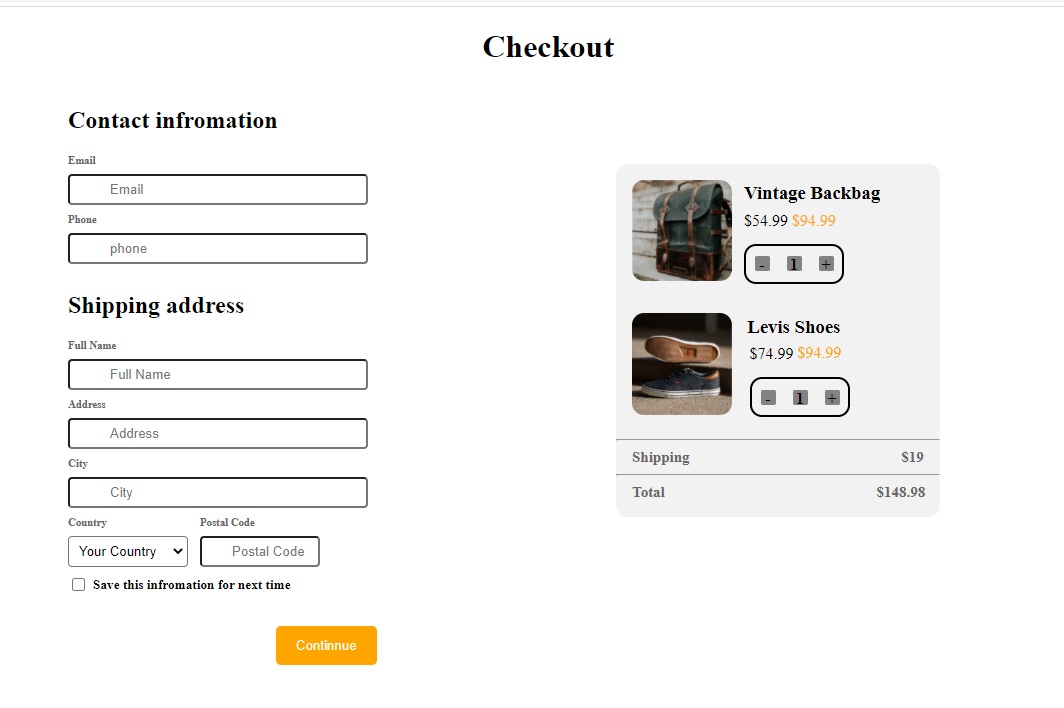 Checkout
Contact infromation
Email
Email
Phone
phone
Shipping address
Full Name
Full Name
Address
Address
City
City
Country Postal Code
Your Country Postal Code
Save this infromation for next time
Continnue
Vintage Backbag
$54.99 $94.99
- 1 +
Levis Shoes
$74.99 $94.99
- 1 +
Shipping $19
Total $148.98